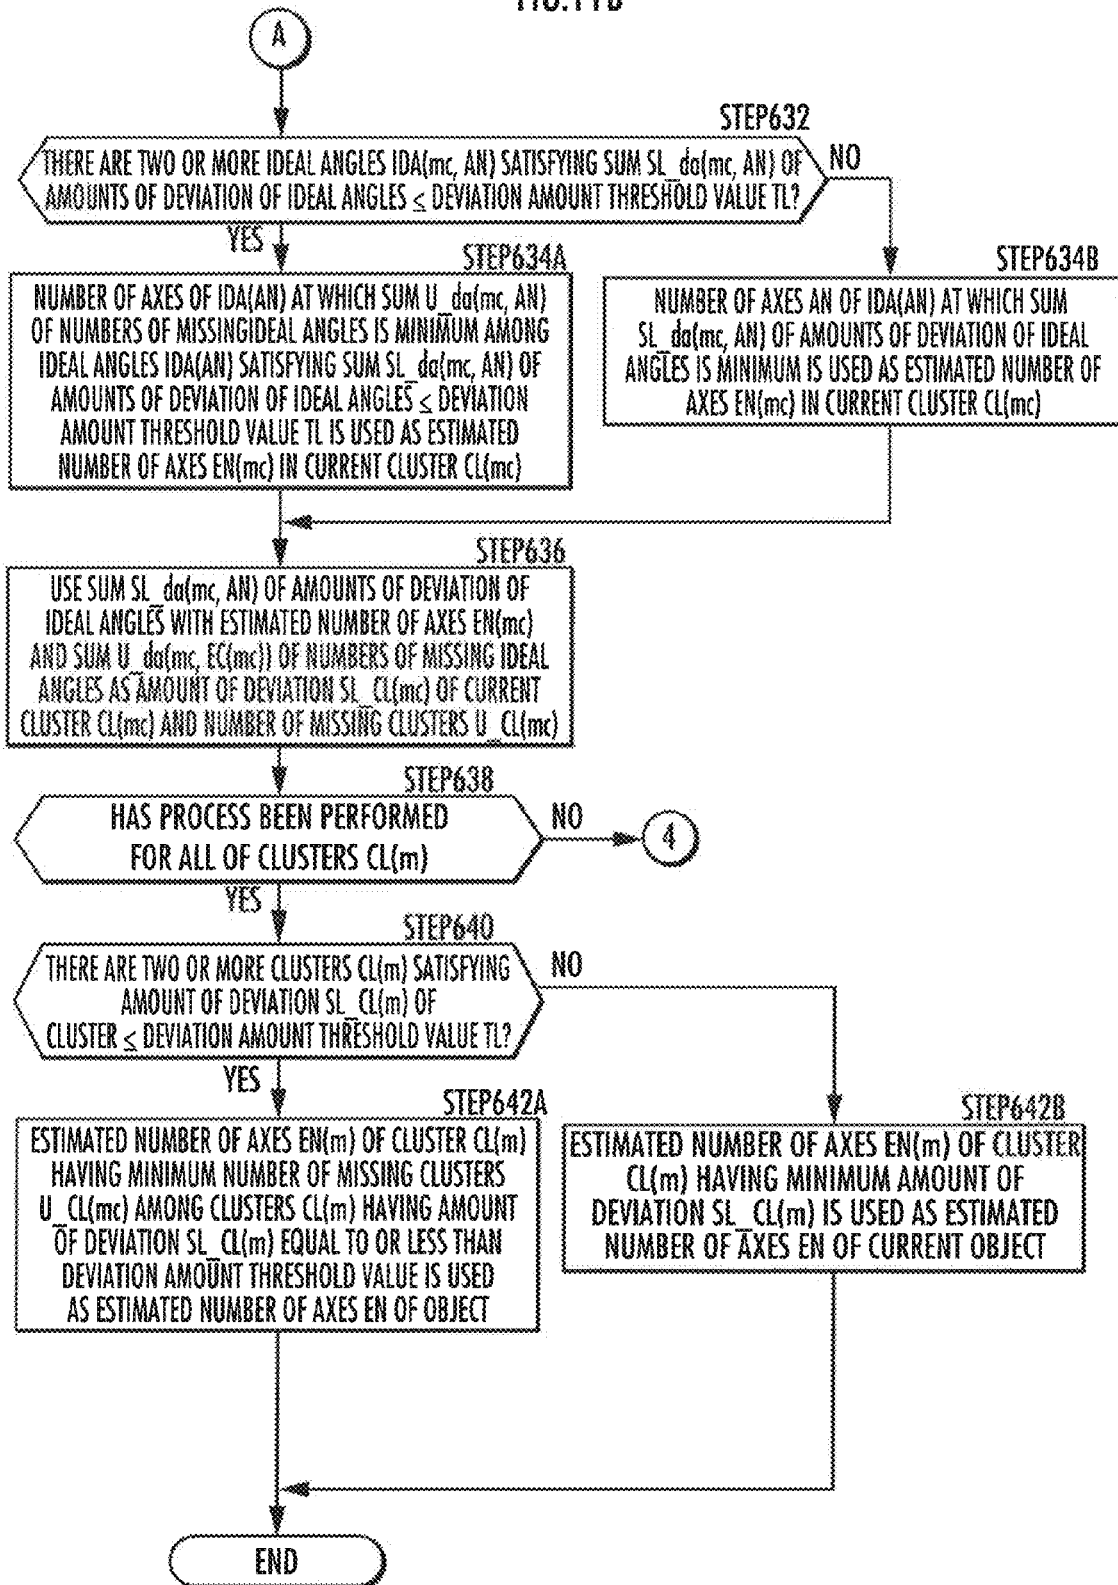 FIG.11B
A
STEP632
THERE ARE TWO OR MORE IDEAL ANGLES IDA(mc, AN) SATISFYING SUM SL_da(mc, AN) OF
AMOUNTS OF DEVIATION OF IDEAL ANGLES ≤ DEVIATION AMOUNT THRESHOLD VALUE TL?
NO
YES
STEP634A
NUMBER OF AXES OF IDA(AN) AT WHICH SUM U_da(mc, AN)
OF NUMBERS OF MISSINGIDEAL ANGLES IS MINIMUM AMONG
IDEAL ANGLES IDA(AN) SATISFYING SUM SL_da(mc, AN) OF
AMOUNTS OF DEVIATION OF IDEAL ANGLES ≤ DEVIATION
AMOUNT THRESHOLD VALUE TL IS USED AS ESTIMATED
NUMBER OF AXES EN(mc) IN CURRENT CLUSTER CL(mc)
STEP634B
NUMBER OF AXES AN OF IDA(AN) AT WHICH SUM
SL_da(mc, AN) OF AMOUNTS OF DEVIATION OF IDEAL
ANGLES IS MINIMUM IS USED AS ESTIMATED NUMBER OF
AXES EN(mc) IN CURRENT CLUSTER CL(mc)
STEP636
USE SUM SL_da(mc, AN) OF AMOUNTS OF DEVIATION OF
IDEAL ANGLES WITH ESTIMATED NUMBER OF AXES EN(mc)
AND SUM U_da(mc, EC(mc)) OF NUMBERS OF MISSING IDEAL
ANGLES AS AMOUNT OF DEVIATION SL_CL(mc) OF CURRENT
CLUSTER CL(mc) AND NUMBER OF MISSING CLUSTERS U_CL(mc)
STEP638
HAS PROCESS BEEN PERFORMED
FOR ALL OF CLUSTERS CL(m)
NO
4
YES
STEP640
THERE ARE TWO OR MORE CLUSTERS CL(m) SATISFYING
AMOUNT OF DEVIATION SL_CL(m) OF
CLUSTER ≤ DEVIATION AMOUNT THRESHOLD VALUE TL?
NO
YES
STEP642A
ESTIMATED NUMBER OF AXES EN(m) OF CLUSTER CL(m)
HAVING MINIMUM NUMBER OF MISSING CLUSTERS
U_CL(mc) AMONG CLUSTERS CL(m) HAVING AMOUNT
OF DEVIATION SL_CL(m) EQUAL TO OR LESS THAN
DEVIATION AMOUNT THRESHOLD VALUE IS USED
AS ESTIMATED NUMBER OF AXES EN OF OBJECT
STEP642B
ESTIMATED NUMBER OF AXES EN(m) OF CLUSTER
CL(m) HAVING MINIMUM AMOUNT OF
DEVIATION SL_CL(m) IS USED AS ESTIMATED
NUMBER OF AXES EN OF CURRENT OBJECT
END